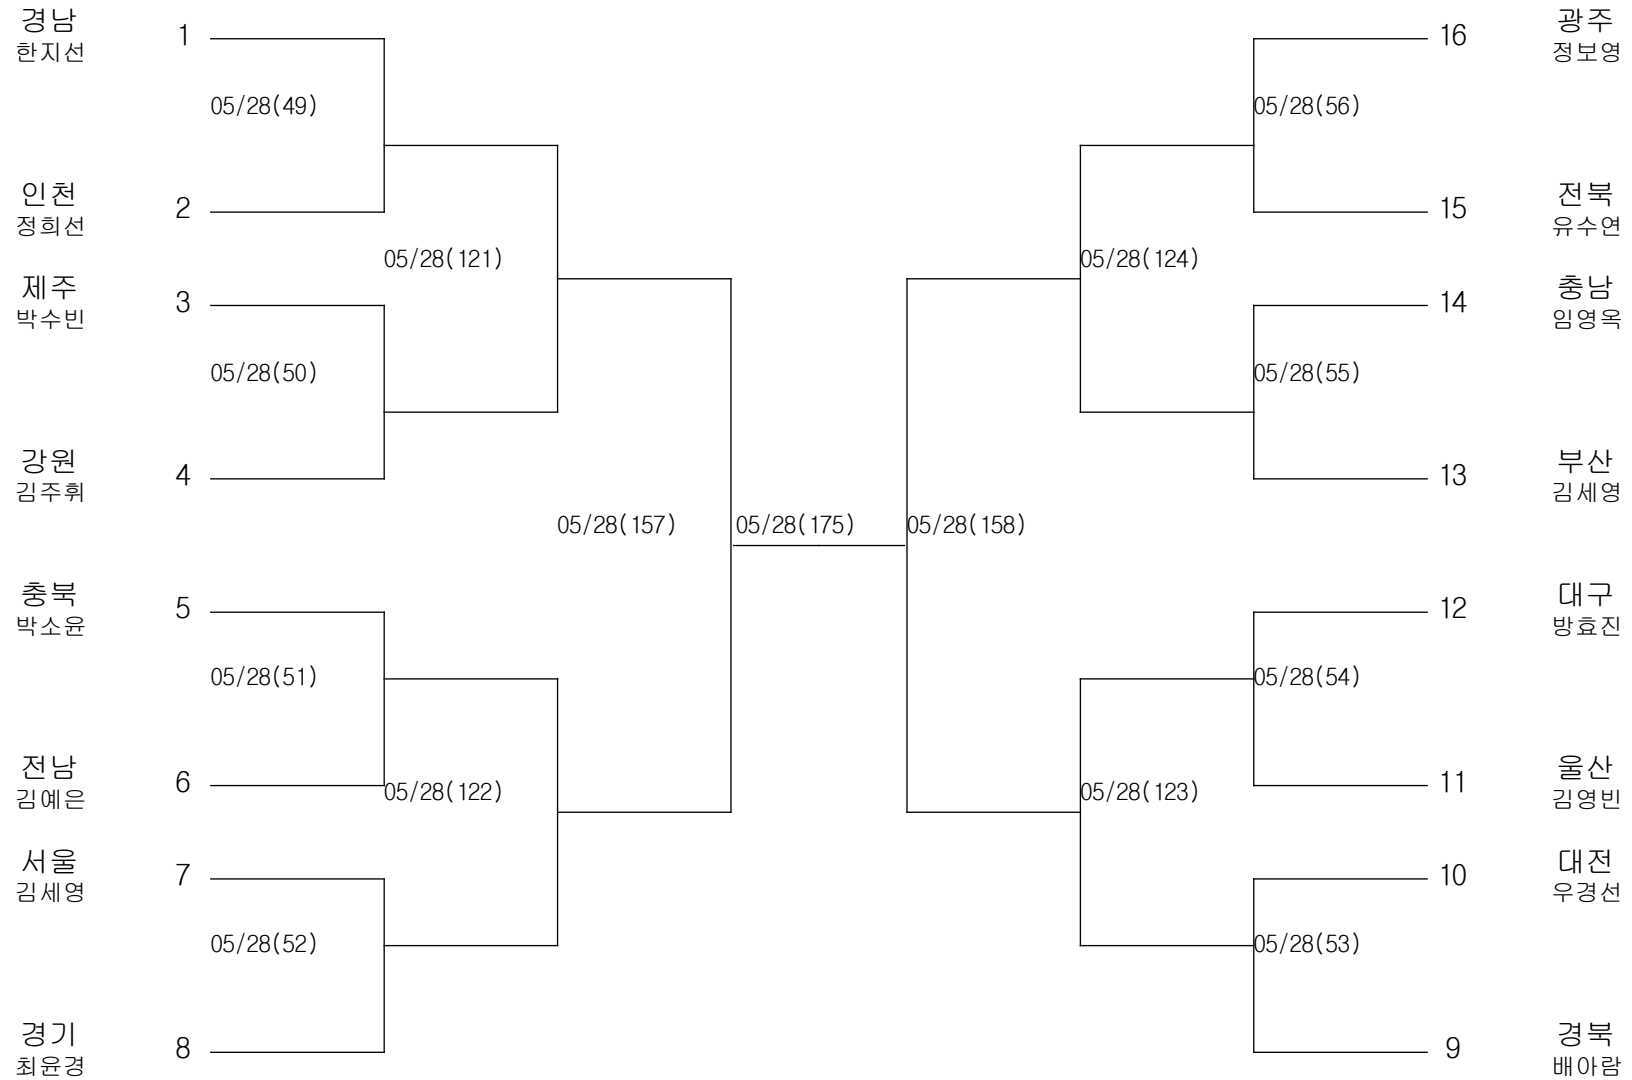 경남
한지선
1
05/28(49)
인천
정희선
2
05/28(121)
제주
박수빈
3
05/28(50)
강원
김주휘
4
05/28(157)
충북
박소윤
5
05/28(51)
전남
김예은
6
05/28(122)
서울
김세영
7
05/28(52)
경기
최윤경
8
05/28(175)
16
광주
정보영
05/28(56)
15
전북
유수연
05/28(124)
14
충남
임영옥
05/28(55)
13
부산
김세영
05/28(158)
12
대구
방효진
05/28(54)
11
울산
김영빈
05/28(123)
10
대전
우경선
05/28(53)
9
경북
배아람